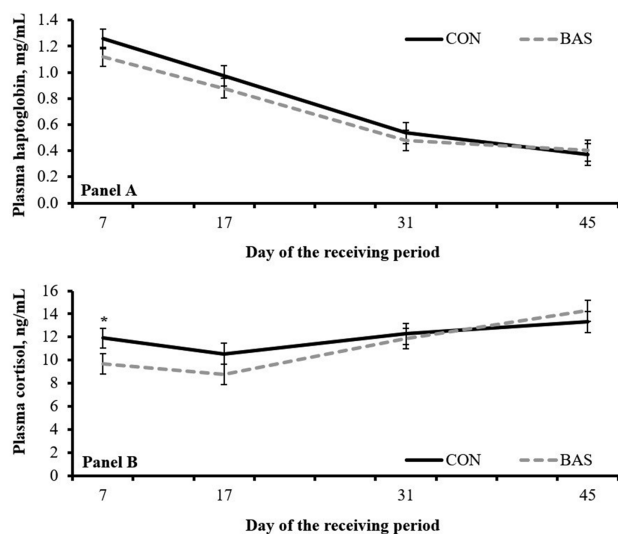 Plasma haptoglobin, mg/mL
1.4
1.2
1.0
0.8
0.6
0.4
0.2
0.0
CON
BAS
Panel A
7
17
31
45
Day of the receiving period
Plasma cortisol, ng/mL
16
14
12
10
8
6
4
2
0
*
Panel B
CON
BAS
7
17
31
45
Day of the receiving period